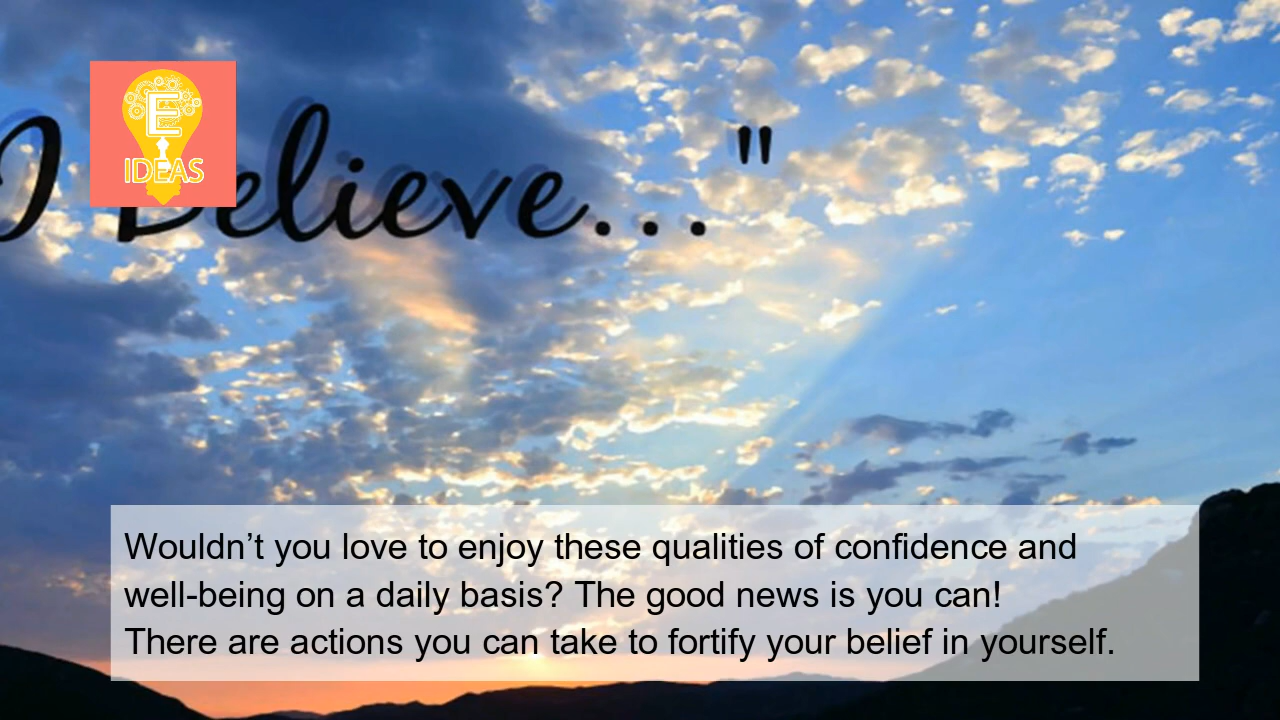 E
IDEAS
I Believe..."
Wouldn’t you love to enjoy these qualities of confidence and
well-being on a daily basis? The good news is you can!
There are actions you can take to fortify your belief in yourself.